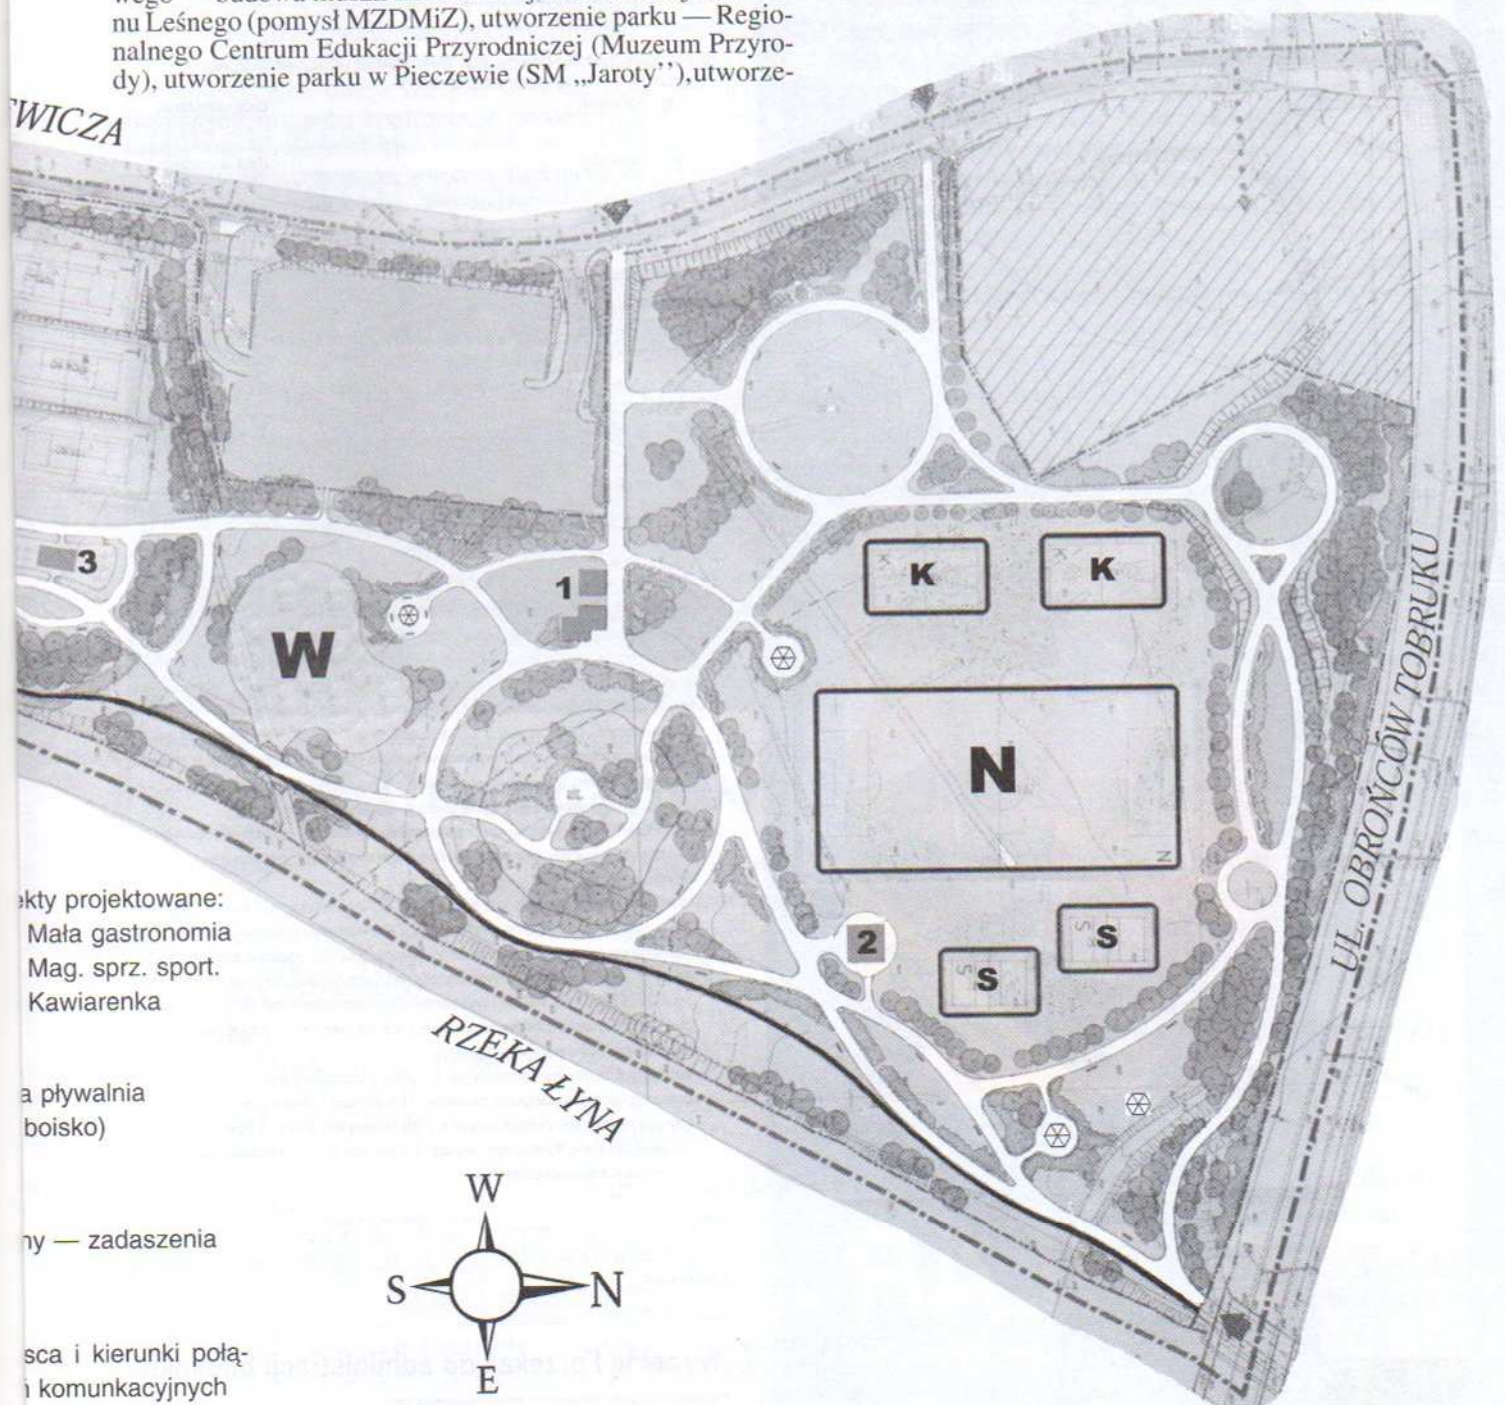 nu Leśnego (pomysł MZDMiZ), utworzenie parku — Regio-
nalnego Centrum Edukacji Przyrodniczej (Muzeum Przyro-
dy), utworzenie parku w Pieczewie (SM ,,Jaroty’’),utworze-
WICZA
3
1
K
K
W
N
2
S
S
UL. OBROŃCÓW TOBRUKU
RZEKA ŁYNA
ekty projektowane:
Mała gastronomia
Mag. sprz. sport.
Kawiarenka
a pływalnia
boisko)
ny — zadaszenia
sca i kierunki połą-
komunkacyjnych
W
S
N
E